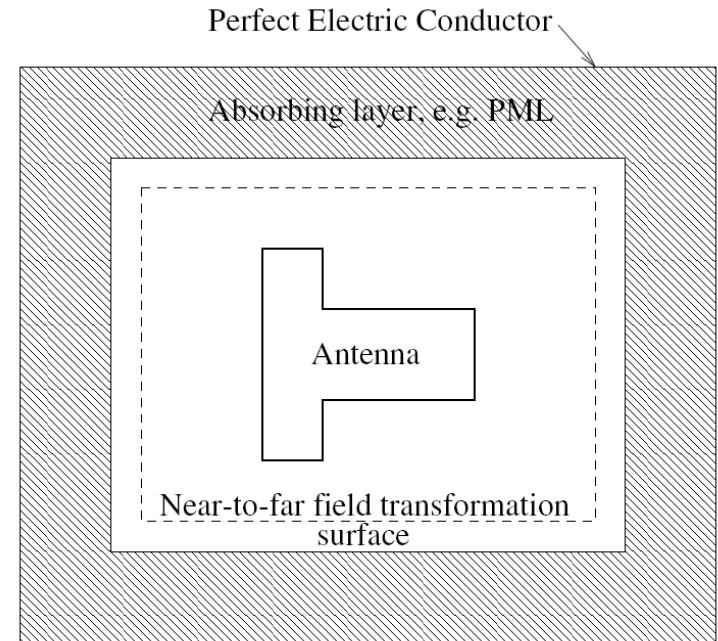 Perfect Electric Conductor
Absorbing layer, e.g. PML
Antenna
Near-to-far field transformation
surface